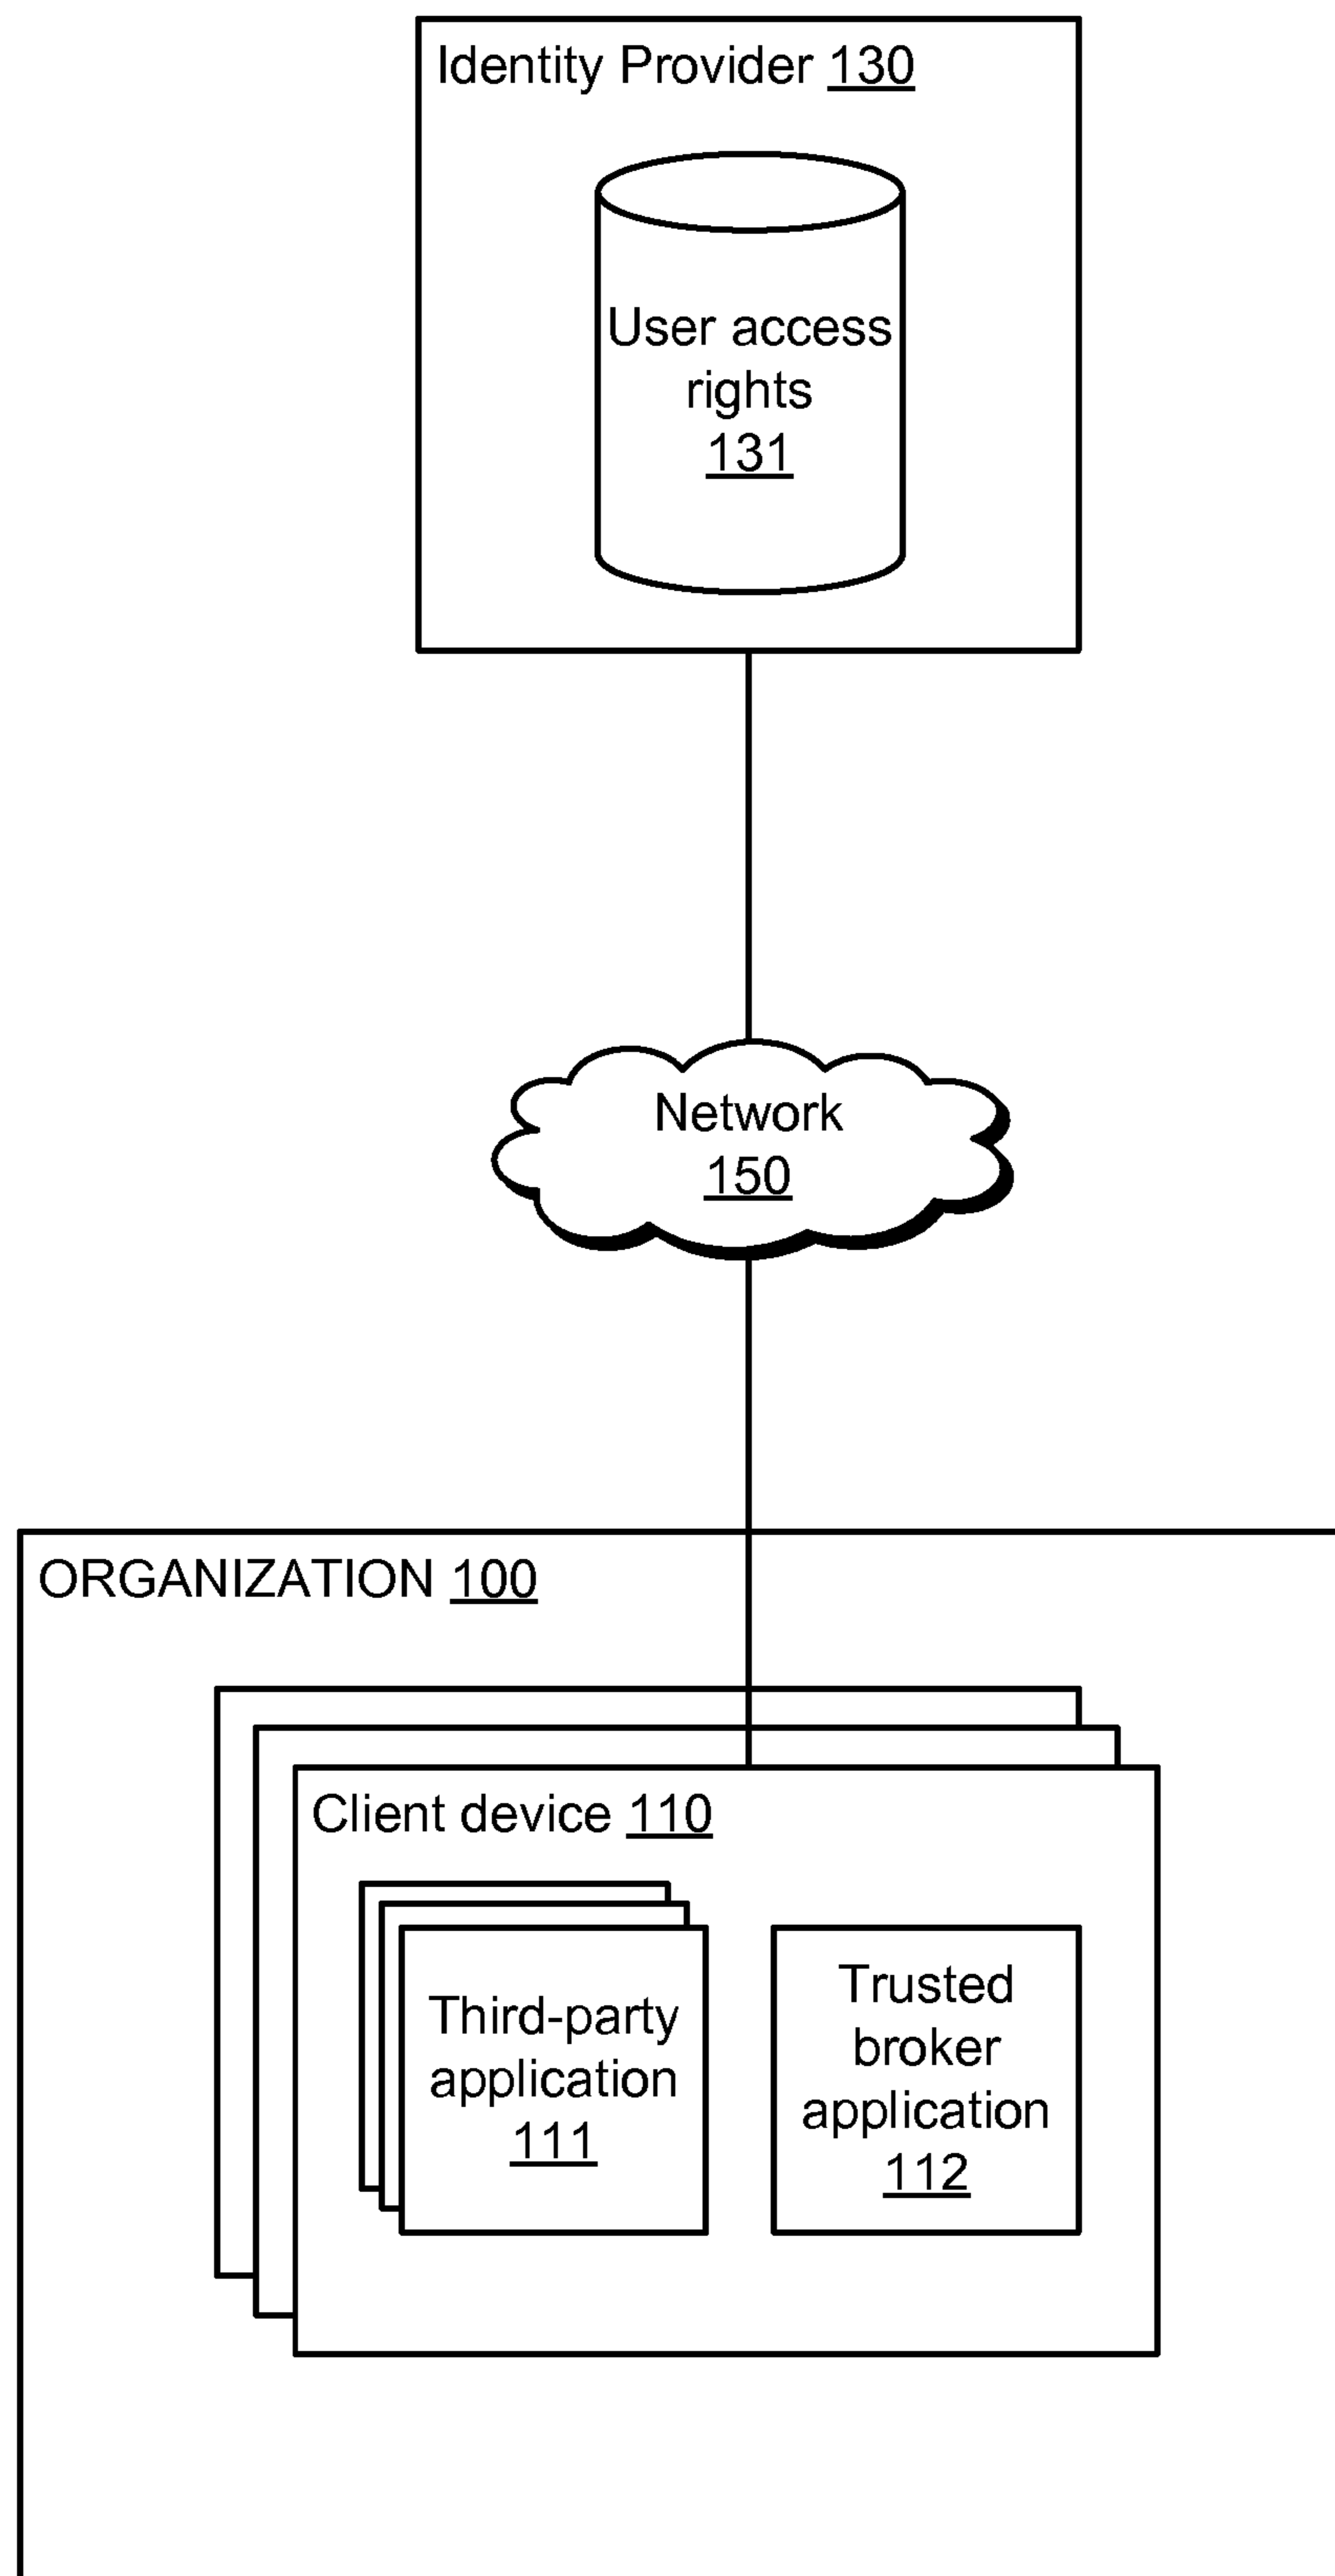 Identity Provider 130
User access
rights
131
Network
150
ORGANIZATION 100
Client device 110
Third-party
application
111
Trusted
broker
application
112